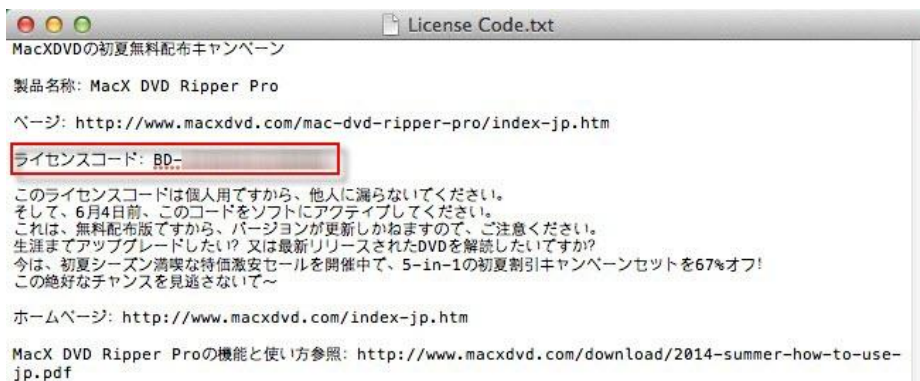 License Code.txt
MacXDVDの初夏無料配布キャンペーン
製品名称: MacX DVD Ripper Pro
ページ: http://www.macxdvd.com/mac-dvd-ripper-pro/index-jp.htm
ライセンスコード: BD-
このライセンスコードは個人用ですから、他人に漏らないでください。
そして、6月4日前、このコードをソフトにアクティブしてください。
これは、無料配布版ですから、バージョンが更新しかねますので、ご注意ください。
生涯までアップグレードしたい? 又は最新リリースされたDVDを解読したいですか?
今は、初夏シーズン満喫な特価激安セールを開催中で、5-in-1の初夏割引キャンペーンセットを67%オフ!
この絶好なチャンスを見逃さないで～
ホームページ: http://www.macxdvd.com/index-jp.htm
MacX DVD Ripper Proの機能と使い方参照: http://www.macxdvd.com/download/2014-summer-how-to-use-
jp.pdf